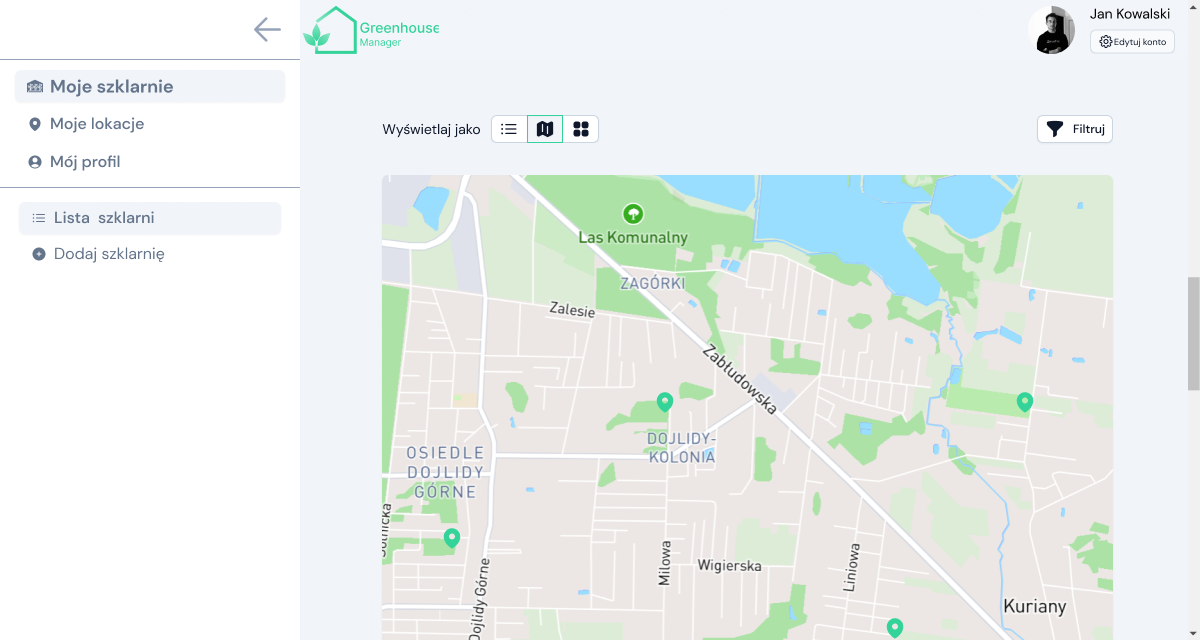 Greenhouse
Manager
Jan Kowalski
Edytuj konto
Moje szklarnie
Moje lokacje
Mój profil
Lista szklarni
Dodaj szklarnię
Wyświetlaj jako
Filtruj
Las Komunalny
ZAGÓRKI
Zalesie
Zabłudowska
DOJLIDY-
KOLONIA
OSIEDLE
DOJLIDY
GÓRNE
Solnicka
Dojlidy Górne
Milowa
Wigierska
Liniowa
Kuriany